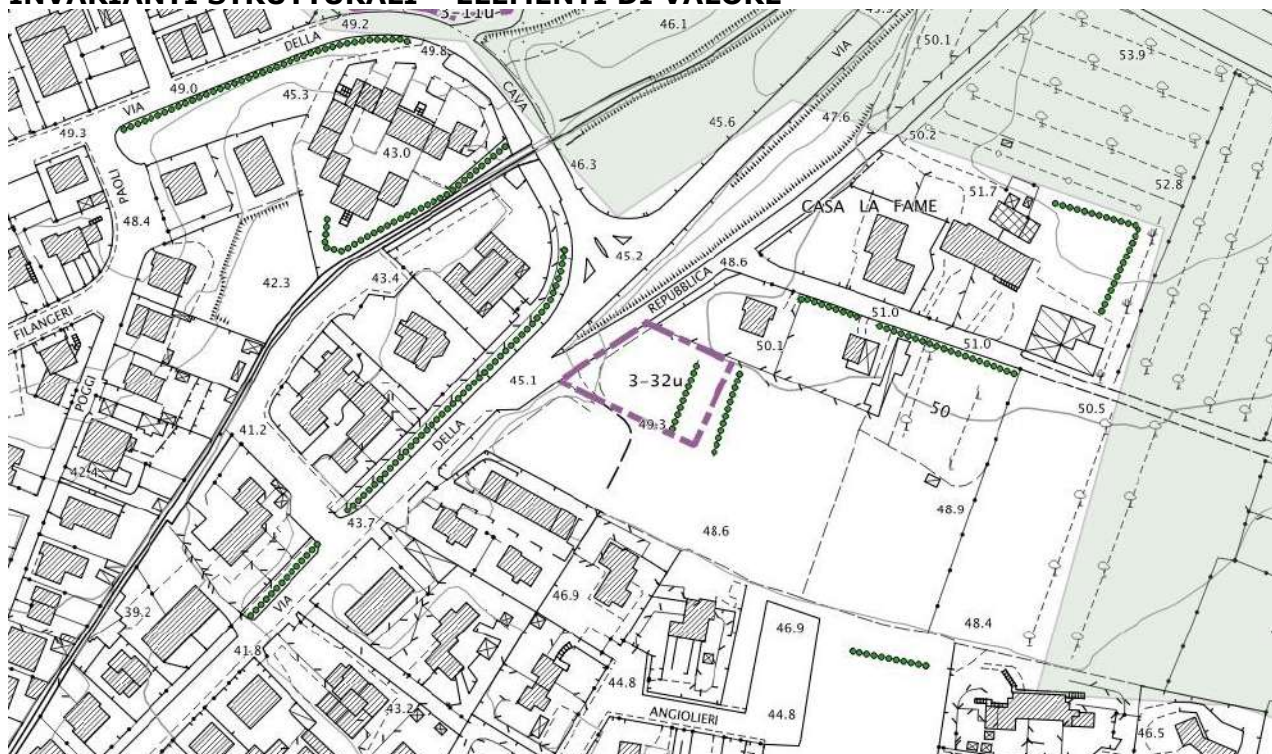 INVARIANTI STRUTTURALI – ELEMENTI DI VALORE
3-11u
49.2
DELLA
49.8
46.1
VIA
50.1
53.9
49.0
45.3
CAVA
VIA
49.3
45.6
47.6
50.2
43.0
46.3
52.8
PAOLI
51.7
CASA LA FAME
48.4
45.2
48.6
43.4
42.3
REPUBBLICA
51.0
FILANGERI
50.1
51.0
POGGI
45.1
3-32u
50
50.5
49.3
41.2
DELLA
42.4
43.7
48.6
48.9
VIA
46.9
39.2
46.9
48.4
41.8
44.8
43.2
ANGIOLIERI
44.8
46.5